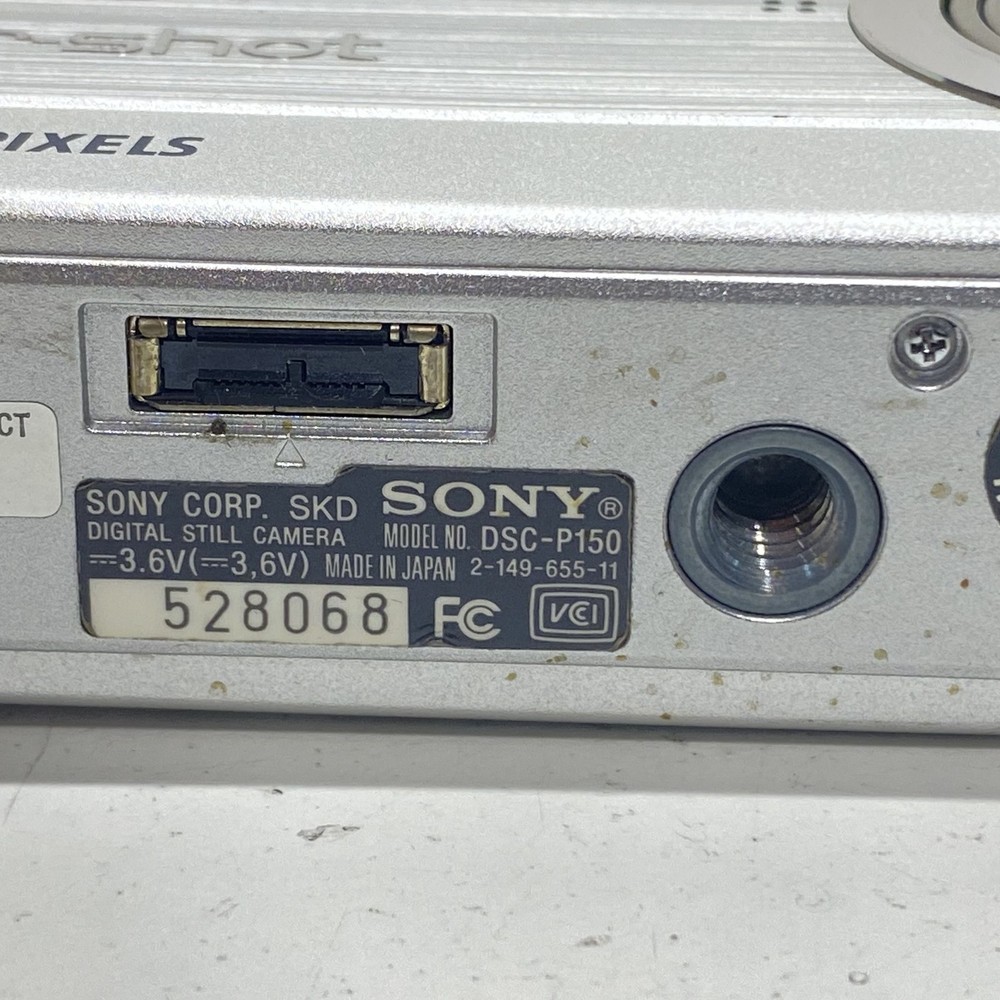 r-shot
PIXELS
CT
SONY CORP. SKD SONY®
DIGITAL STILL CAMERA MODEL NO. DSC-P150
⎓3.6V(⎓3,6V) MADE IN JAPAN 2-149-655-11
528068 FC VCCI